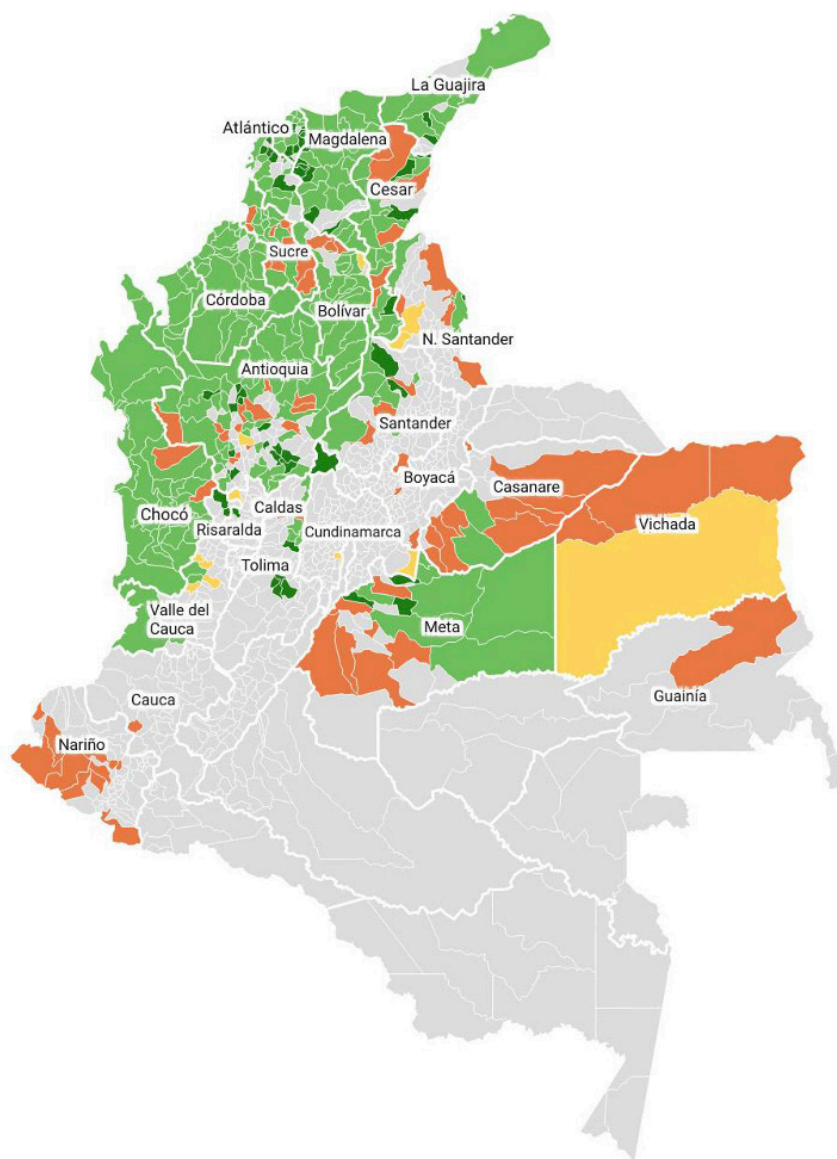 La Guajira
Atlántico
Magdalena
Cesar
Sucre
Córdoba
Bolívar
N. Santander
Antioquia
Santander
Boyacá
Casanare
Chocó
Caldas
Risaralda
Cundinamarca
Vichada
Tolima
Valle del
Cauca
Meta
Cauca
Guainía
Nariño